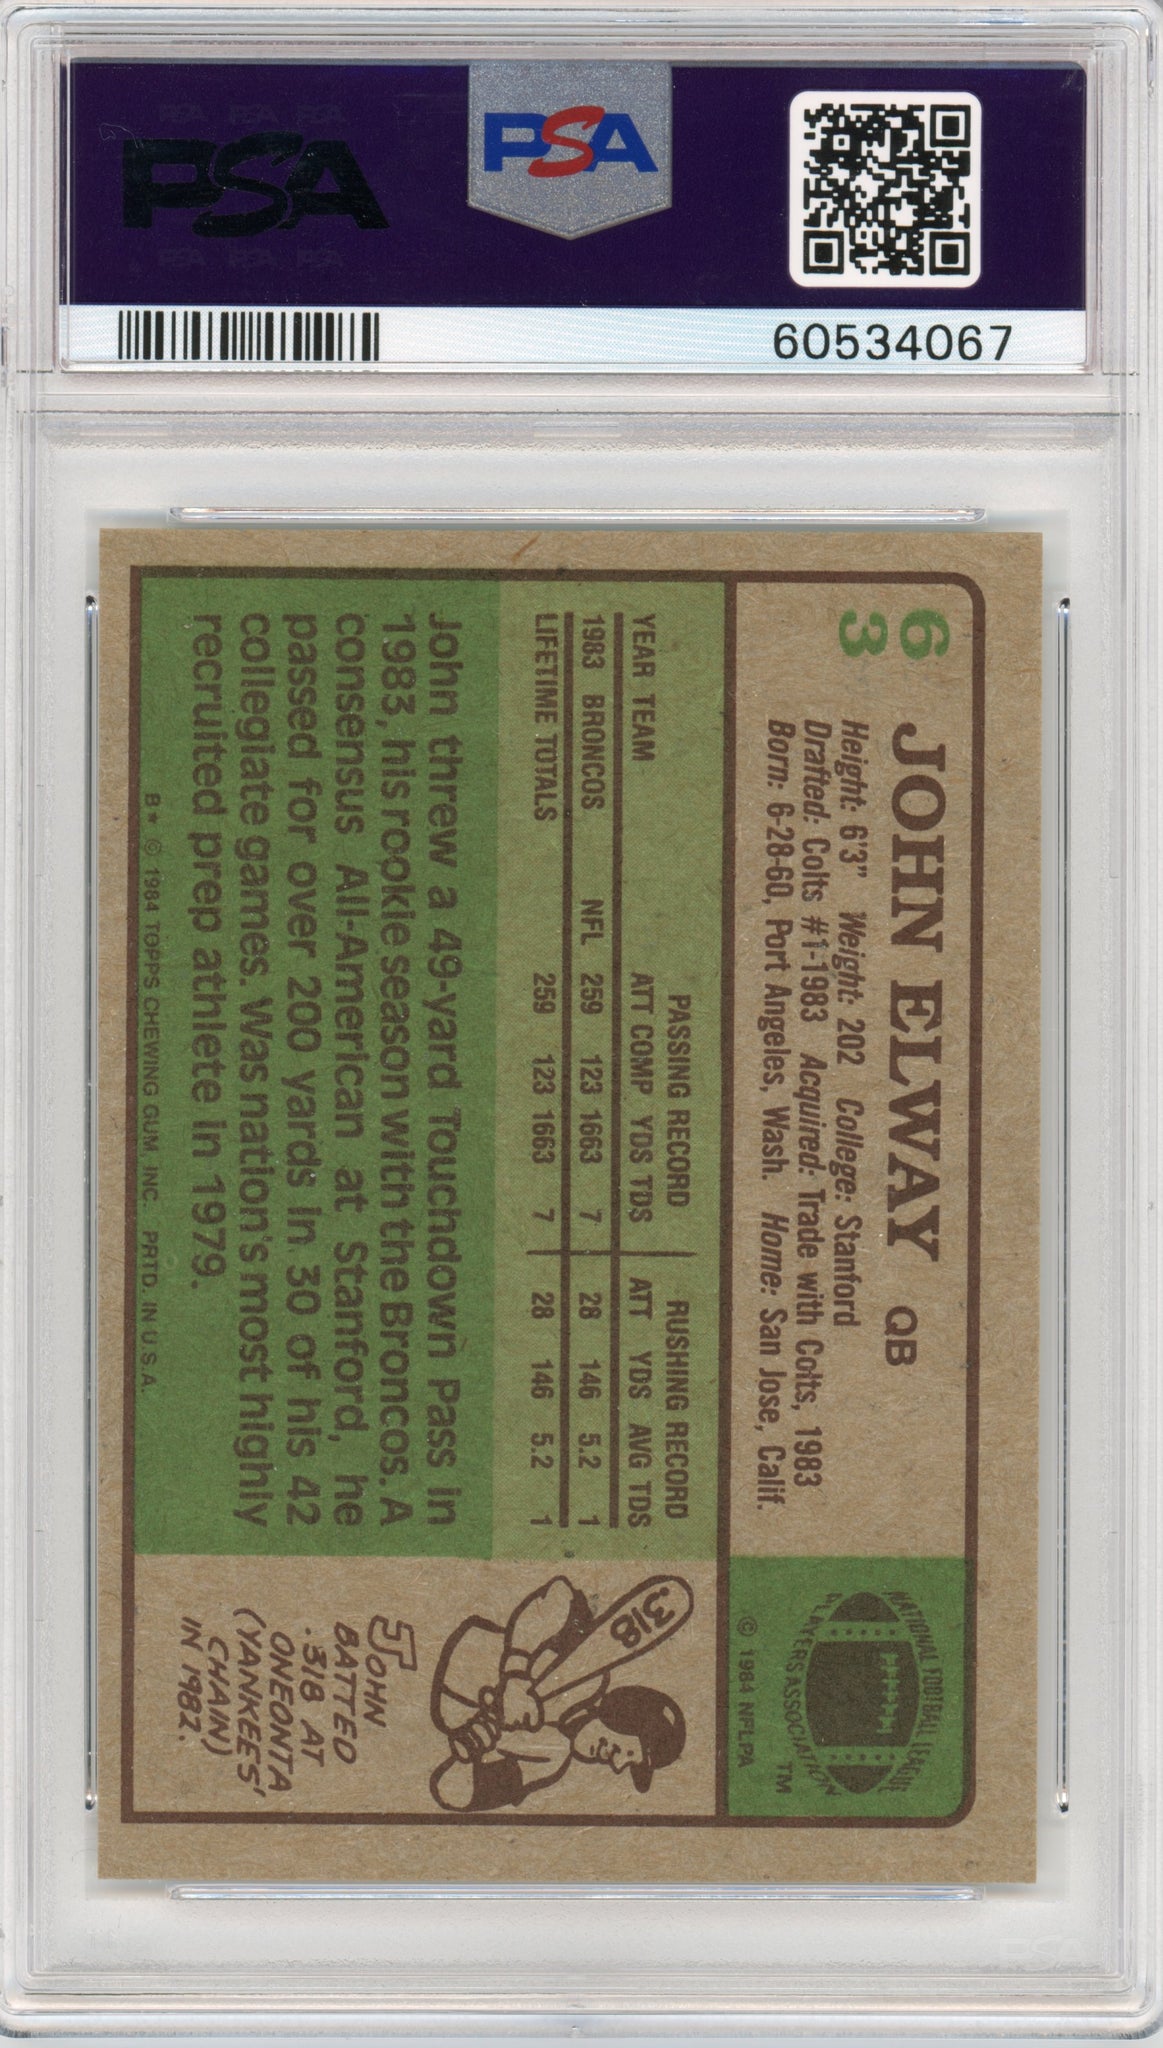 PSA PSA PSA
PSA
PSA PSA PSA
PSA
60534067
63
JOHN ELWAY QB
Height: 6'3" Weight: 202 College: Stanford
Drafted: Colts #1-1983 Acquired: Trade with Colts, 1983
Born: 6-28-60, Port Angeles, Wash. Home: San Jose, Calif.
NATIONAL FOOTBALL LEAGUE
PLAYERS ASSOCIATION
TM
© 1984 NFLPA
PASSING RECORD RUSHING RECORD
YEAR TEAM ATT COMP YDS TDS ATT YDS AVG TDS
1983 BRONCOS NFL 259 123 1663 7 28 146 5.2 1
LIFETIME TOTALS 259 123 1663 7 28 146 5.2 1
John threw a 49-yard Touchdown Pass in
1983, his rookie season with the Broncos. A
consensus All-American at Stanford, he
passed for over 200 yards in 30 of his 42
collegiate games. Was nation's most highly
recruited prep athlete in 1979.
318
JOHN
BATTED
.318 AT
ONEONTA
(YANKEES'
CHAIN)
IN 1982.
B* © 1984 TOPPS CHEWING GUM, INC. PRTD. IN U.S.A.
PSA